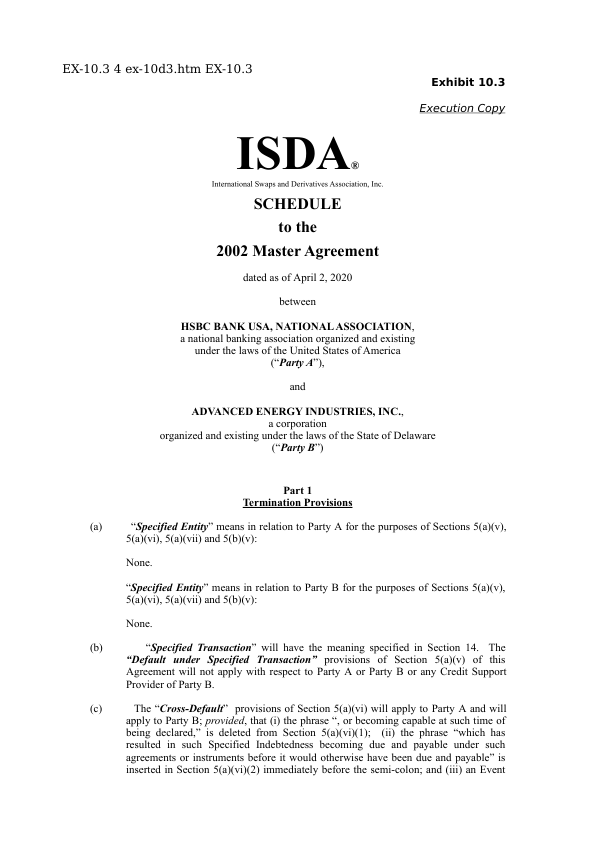 EX-10.3 4 ex-10d3.htm EX-10.3
Exhibit 10.3
Execution Copy
ISDA®
International Swaps and Derivatives Association, Inc.
SCHEDULE
to the
2002 Master Agreement
dated as of April 2, 2020
between
HSBC BANK USA, NATIONAL ASSOCIATION,
a national banking association organized and existing
under the laws of the United States of America
(“Party A”),
and
ADVANCED ENERGY INDUSTRIES, INC.,
a corporation
organized and existing under the laws of the State of Delaware
(“Party B”)
Part 1
Termination Provisions
(a) “Specified Entity” means in relation to Party A for the purposes of Sections 5(a)(v),
5(a)(vi), 5(a)(vii) and 5(b)(v):
None.
“Specified Entity” means in relation to Party B for the purposes of Sections 5(a)(v),
5(a)(vi), 5(a)(vii) and 5(b)(v):
None.
(b) “Specified Transaction” will have the meaning specified in Section 14. The
“Default under Specified Transaction” provisions of Section 5(a)(v) of this
Agreement will not apply with respect to Party A or Party B or any Credit Support
Provider of Party B.
(c) The “Cross-Default” provisions of Section 5(a)(vi) will apply to Party A and will
apply to Party B; provided, that (i) the phrase “, or becoming capable at such time of
being declared,” is deleted from Section 5(a)(vi)(1); (ii) the phrase “which has
resulted in such Specified Indebtedness becoming due and payable under such
agreements or instruments before it would otherwise have been due and payable” is
inserted in Section 5(a)(vi)(2) immediately before the semi-colon; and (iii) an Event